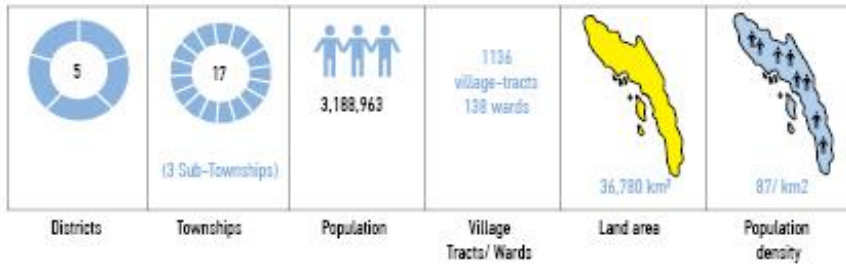 5
17
(3 Sub-Townships)
3,188,963
1136
village-tracts
138 wards
36,780 km²
87/ km2
Districts
Townships
Population
Village
Tracts/ Wards
Land area
Population
density